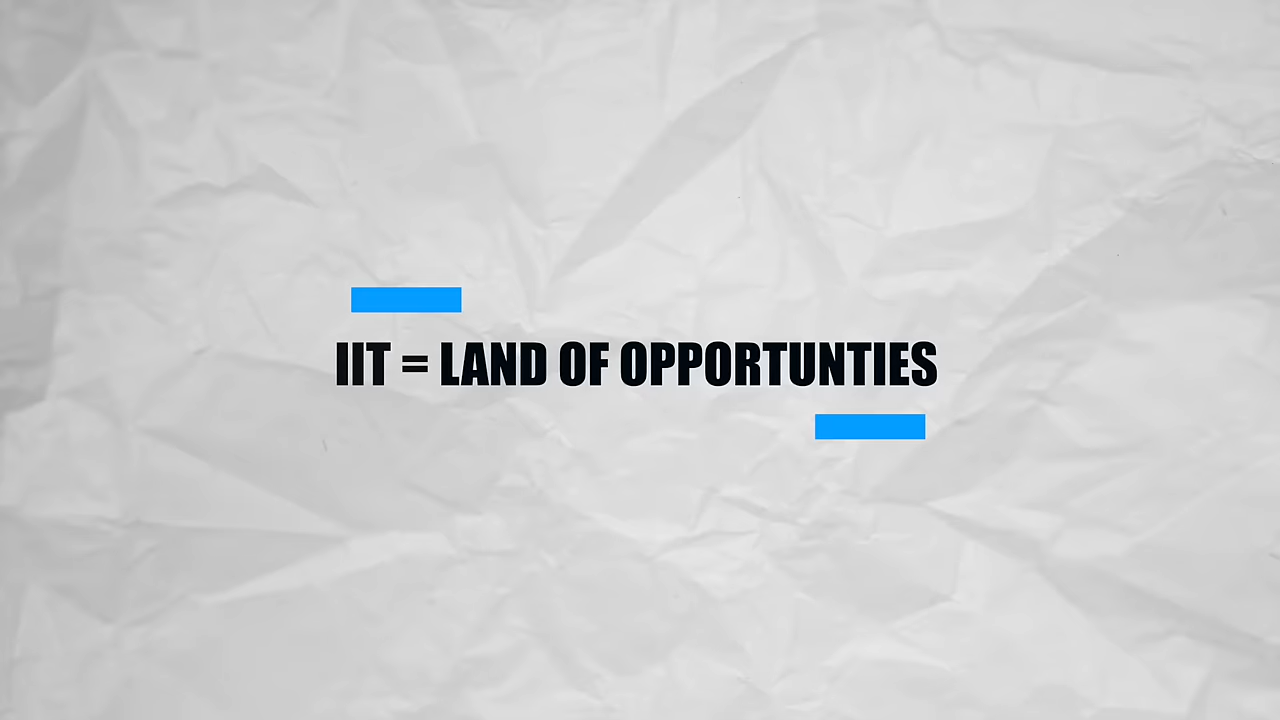 IIT = LAND OF OPPORTUNTIES